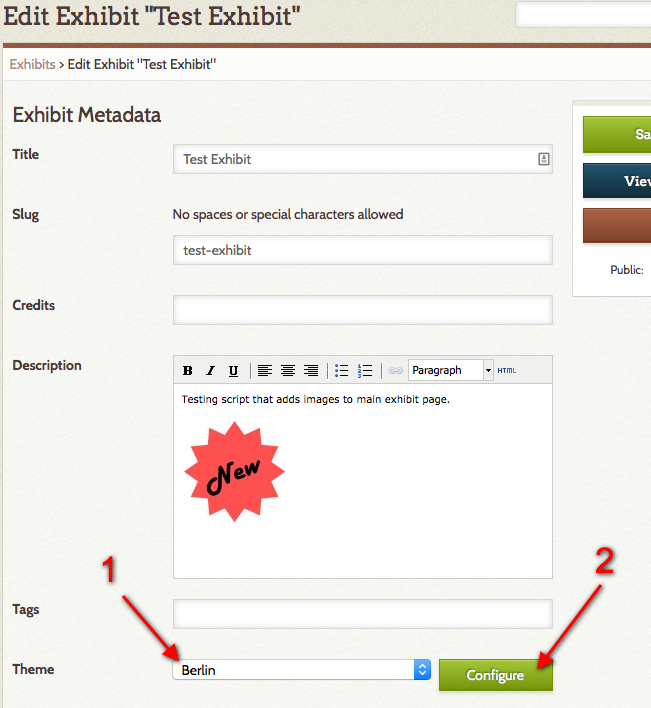 Edit Exhibit "Test Exhibit"
Exhibits > Edit Exhibit "Test Exhibit"
Exhibit Metadata
Title
Test Exhibit
Slug
No spaces or special characters allowed
test-exhibit
Credits
Description
B I U
Paragraph
HTML
Testing script that adds images to main exhibit page.
New
1
2
Tags
Theme
Berlin
Configure
Sa
View
Public: